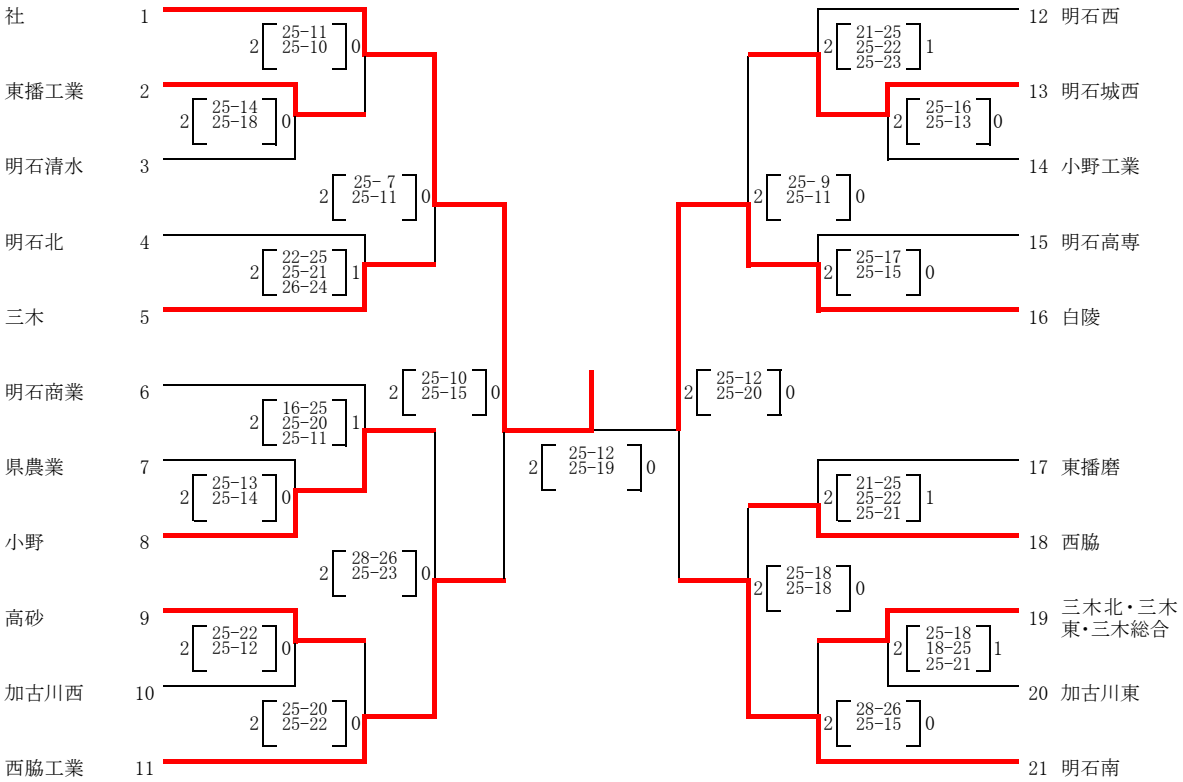 社 1
2 25-11 0
25-10
東播工業 2
2 25-14 0
25-18
明石清水 3
2 25- 7 0
25-11
明石北 4
2 22-25 1
25-21
26-24
三木 5
明石商業 6
2 25-10 0
25-15
2 16-25 1
25-20
25-11
県農業 7
2 25-13 0
25-14
小野 8
2 28-26 0
25-23
高砂 9
2 25-22 0
25-12
加古川西 10
2 25-20 0
25-22
西脇工業 11
2 25-12 0
25-19
12 明石西
2 21-25 1
25-22
25-23
13 明石城西
2 25-16 0
25-13
14 小野工業
2 25- 9 0
25-11
15 明石高専
2 25-17 0
25-15
16 白陵
2 25-12 0
25-20
17 東播磨
2 21-25 1
25-22
25-21
18 西脇
2 25-18 0
25-18
19 三木北・三木
東・三木総合
2 25-18 1
18-25
25-21
20 加古川東
2 28-26 0
25-15
21 明石南